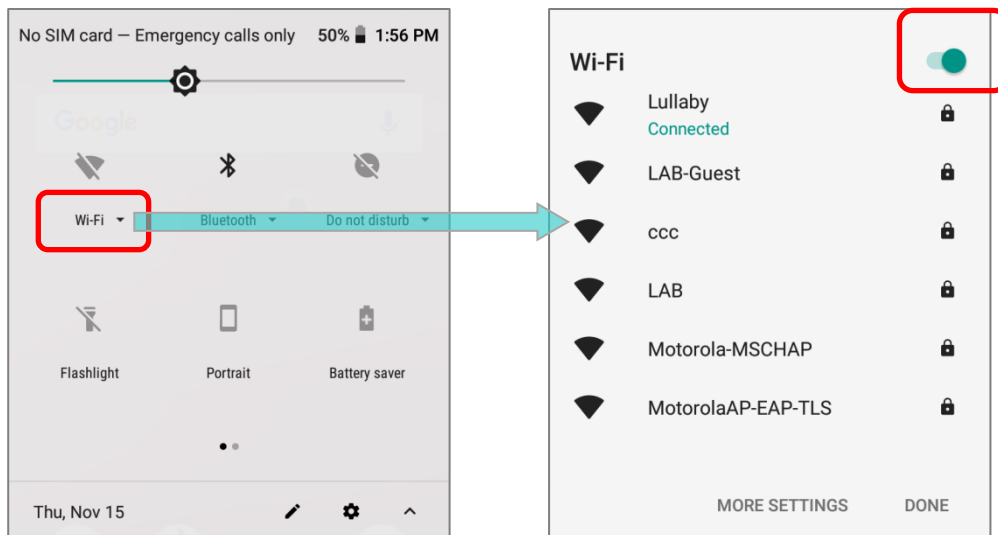 No SIM card — Emergency calls only 50% 1:56 PM
Google
Wi-Fi Bluetooth Do not disturb
Flashlight Portrait Battery saver
Thu, Nov 15
Wi-Fi
Lullaby
Connected
LAB-Guest
ccc
LAB
Motorola-MSCHAP
MotorolaAP-EAP-TLS
MORE SETTINGS DONE